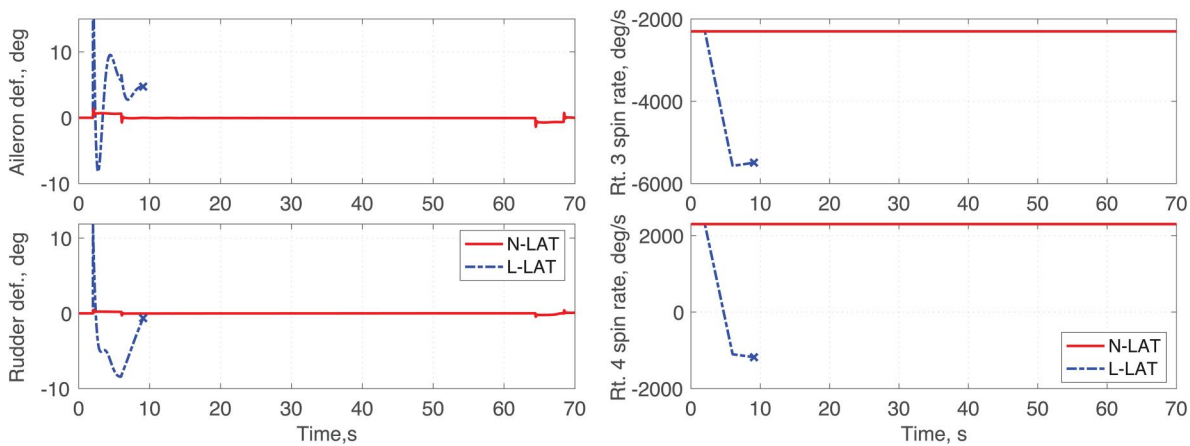 Aileron def., deg
10
0
-10
0 10 20 30 40 50 60 70
Rudder def., deg
10
0
-10
N-LAT
L-LAT
0 10 20 30 40 50 60 70
Time,s
Rt. 3 spin rate, deg/s
-2000
-4000
-6000
0 10 20 30 40 50 60 70
Rt. 4 spin rate, deg/s
2000
0
-2000
N-LAT
L-LAT
0 10 20 30 40 50 60 70
Time, s